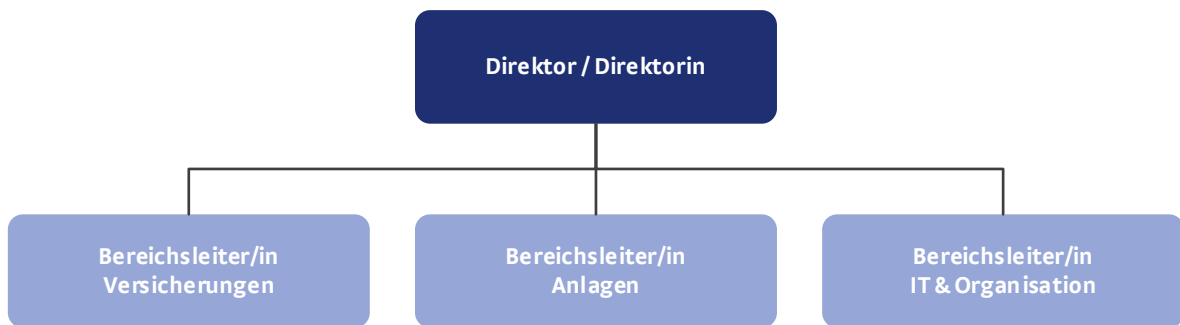 Direktor / Direktorin
Bereichsleiter/in
Versicherungen
Bereichsleiter/in
Anlagen
Bereichsleiter/in
IT & Organisation